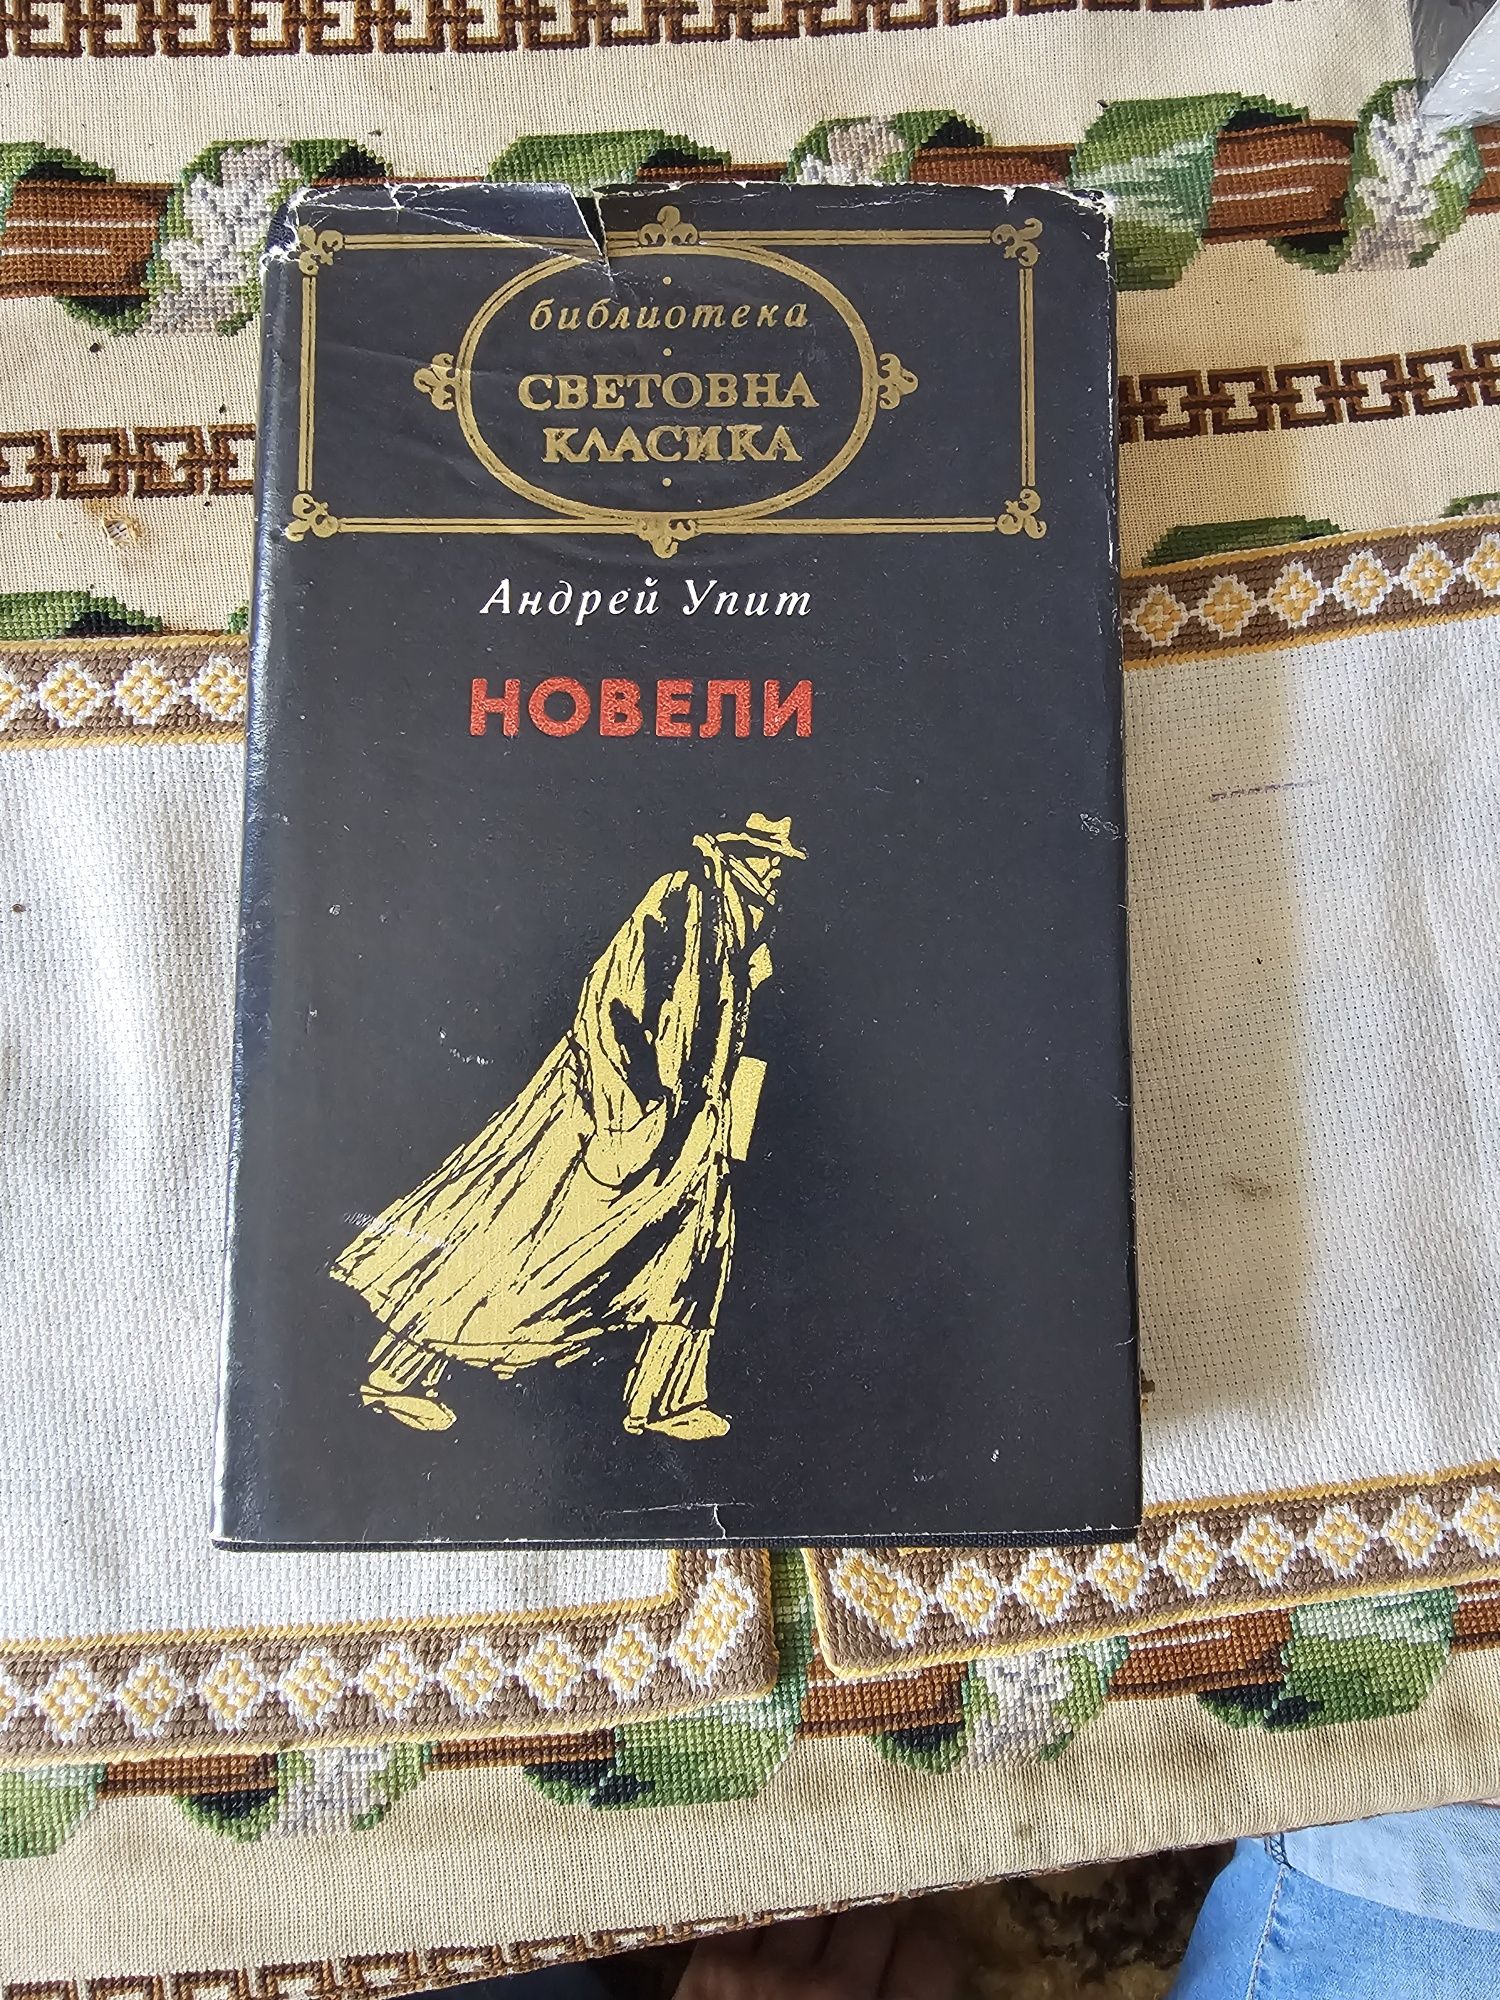 библиотека
СВЕТОВНА
КЛАСИКА
Андрей Упит
НОВЕЛИ